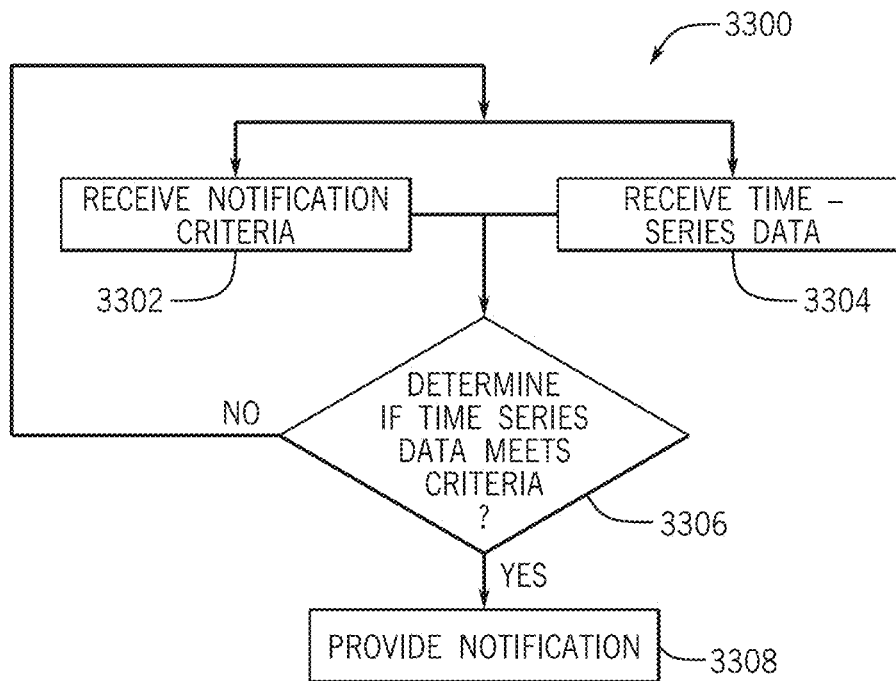 3300
RECEIVE NOTIFICATION
CRITERIA
RECEIVE TIME –
SERIES DATA
3302
3304
DETERMINE
IF TIME SERIES
DATA MEETS
CRITERIA
?
NO
3306
YES
PROVIDE NOTIFICATION
3308